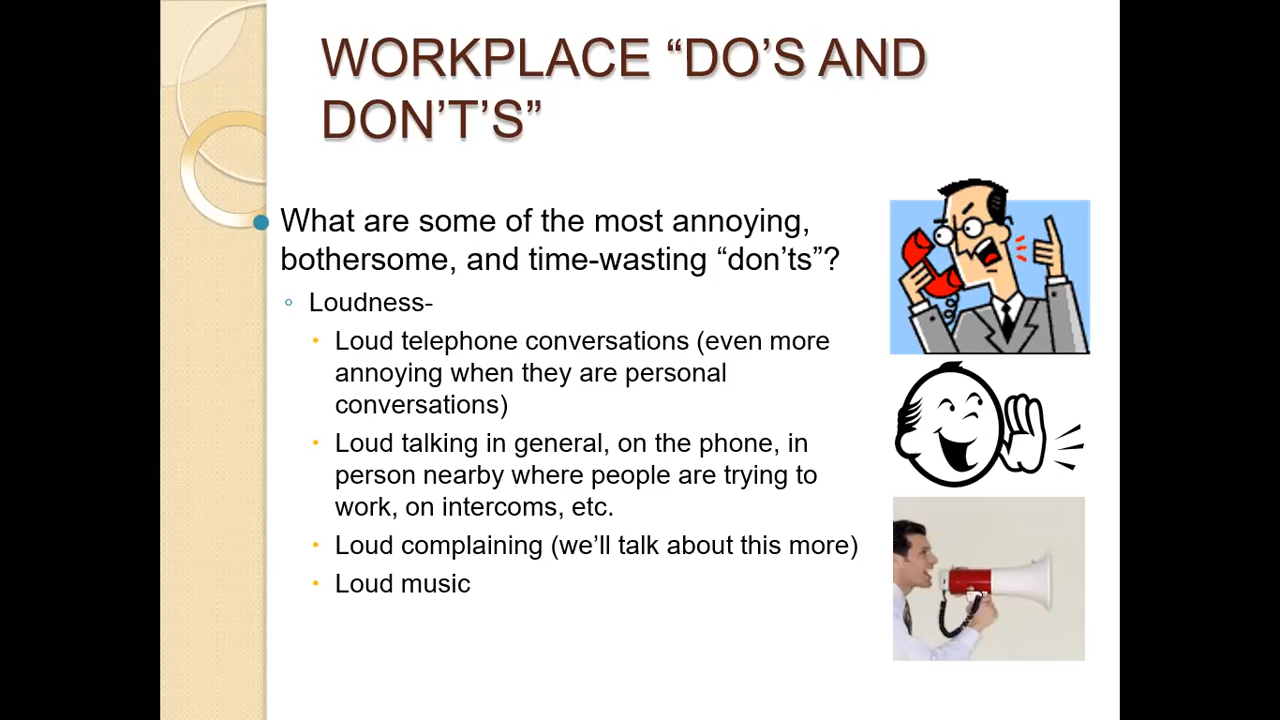 WORKPLACE “DO’S AND
DON’T’S”
What are some of the most annoying,
bothersome, and time-wasting “don’ts”?
Loudness-
Loud telephone conversations (even more
annoying when they are personal
conversations)
Loud talking in general, on the phone, in
person nearby where people are trying to
work, on intercoms, etc.
Loud complaining (we’ll talk about this more)
Loud music